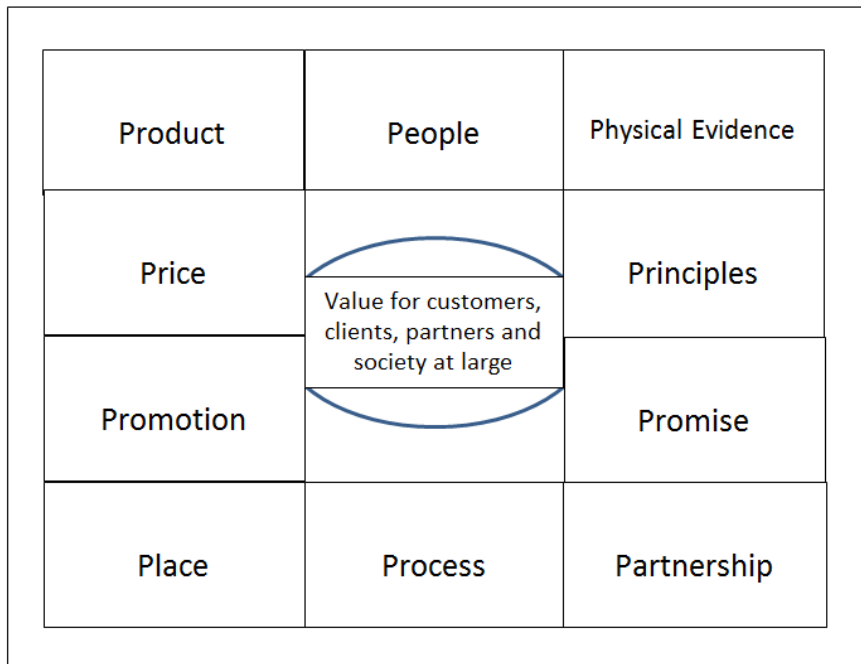 Product
People
Physical Evidence
Price
Value for customers,
clients, partners and
society at large
Principles
Promotion
Promise
Place
Process
Partnership